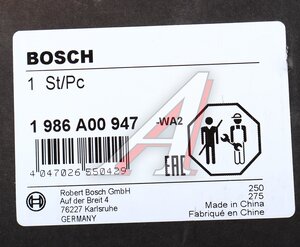 BOSCH
1 St/Pc
1 986 A00 947 -WA2
4 047026 550429
EAC
Robert Bosch GmbH
Auf der Breit 4
76227 Karlsruhe
GERMANY
250
275
Made in China
Fabriqué en Chine